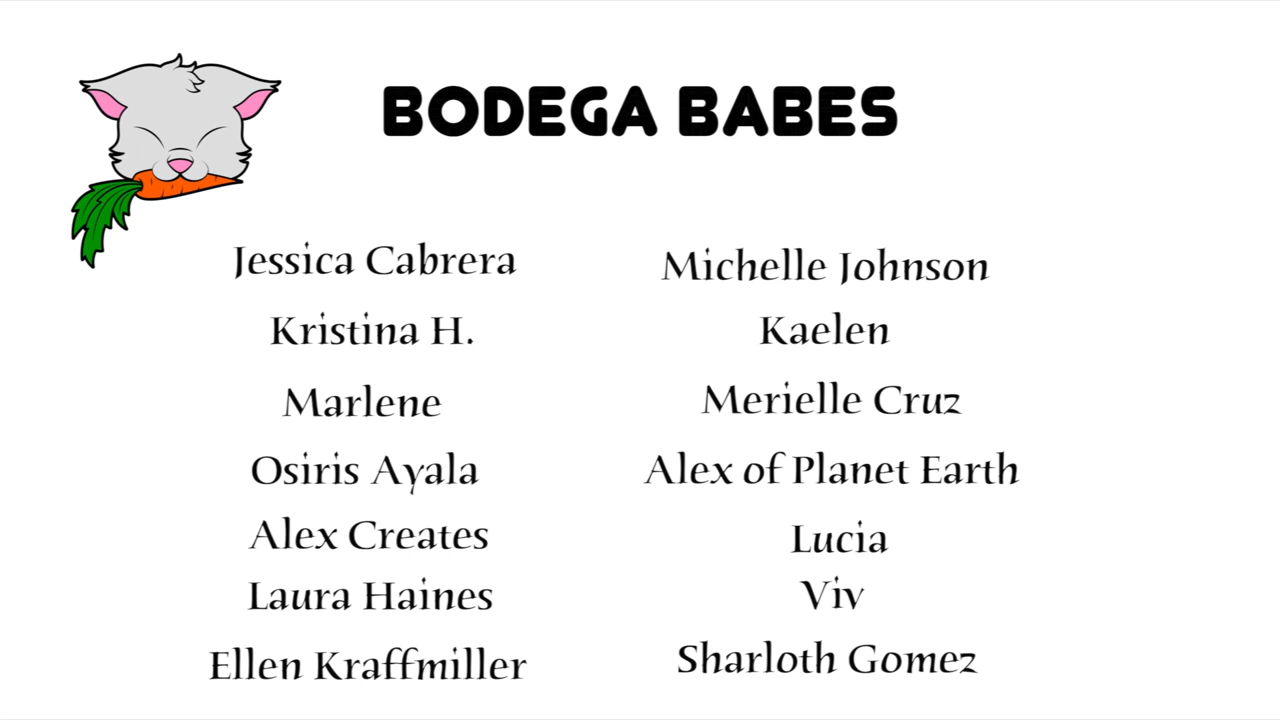 BODEGA BABES
Jessica Cabrera
Kristina H.
Marlene
Osiris Ayala
Alex Creates
Laura Haines
Ellen Kraffmiller
Michelle Johnson
Kaelen
Merielle Cruz
Alex of Planet Earth
Lucia
Viv
Sharloth Gomez